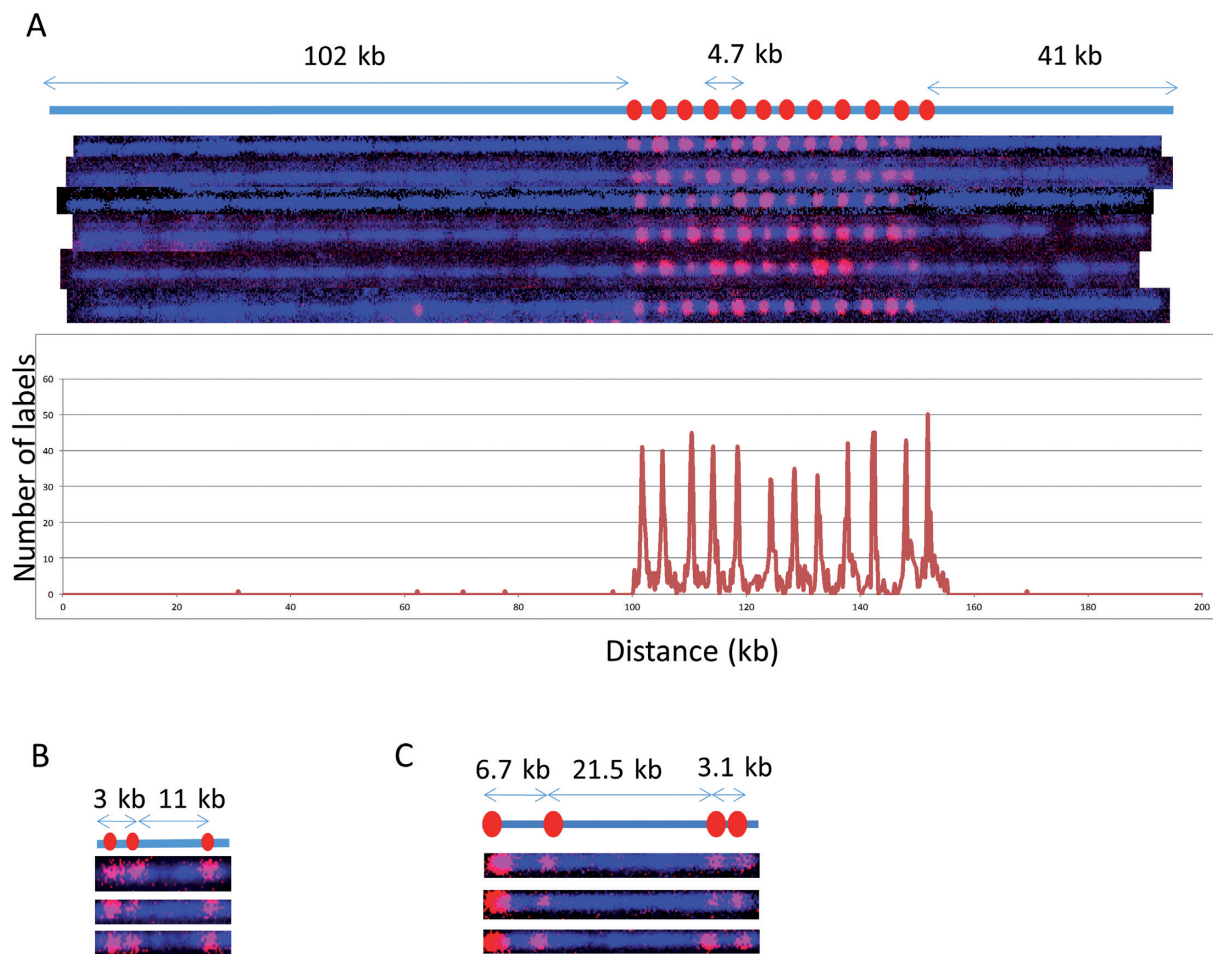 A
102 kb
4.7 kb
41 kb
Number of labels
60
50
40
30
20
10
0
0 20 40 60 80 100 120 140 160 180 200
Distance (kb)
B
3 kb 11 kb
C
6.7 kb 21.5 kb 3.1 kb